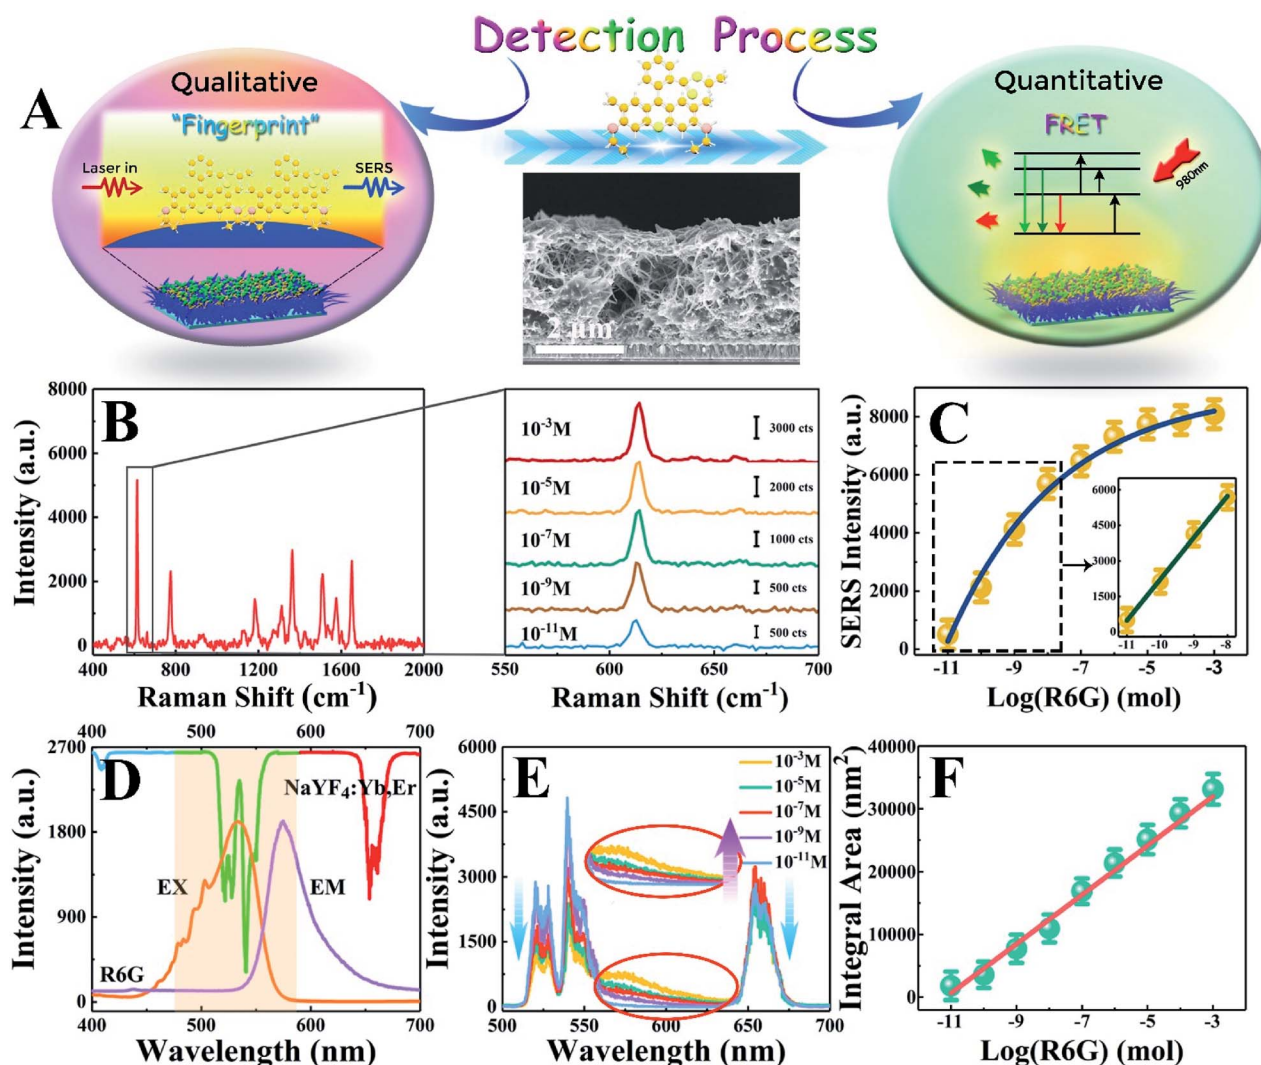 Detection Process
A
Qualitative
"Fingerprint"
Laser in
SERS
2 μm
Quantitative
FRET
980nm
B
Intensity (a.u.)
8000
6000
4000
2000
0
400
800
1200
1600
2000
Raman Shift (cm-1)
10-3M
3000 cts
10-5M
2000 cts
10-7M
1000 cts
10-9M
500 cts
10-11M
500 cts
550
600
650
700
Raman Shift (cm-1)
C
SERS Intensity (a.u.)
8000
6000
4000
2000
0
-11
-9
-7
-5
-3
Log(R6G) (mol)
6000
4500
3000
1500
0
-11
-10
-9
-8
D
400
500
600
700
Intensity (a.u.)
2700
1800
900
0
NaYF4:Yb,Er
EX
EM
R6G
400
500
600
700
Wavelength (nm)
E
Intensity (a.u.)
6000
4500
3000
1500
0
10-3M
10-5M
10-7M
10-9M
10-11M
500
550
600
650
700
Wavelength (nm)
F
Integral Area (nm2)
40000
30000
20000
10000
0
-11
-9
-7
-5
-3
Log(R6G) (mol)